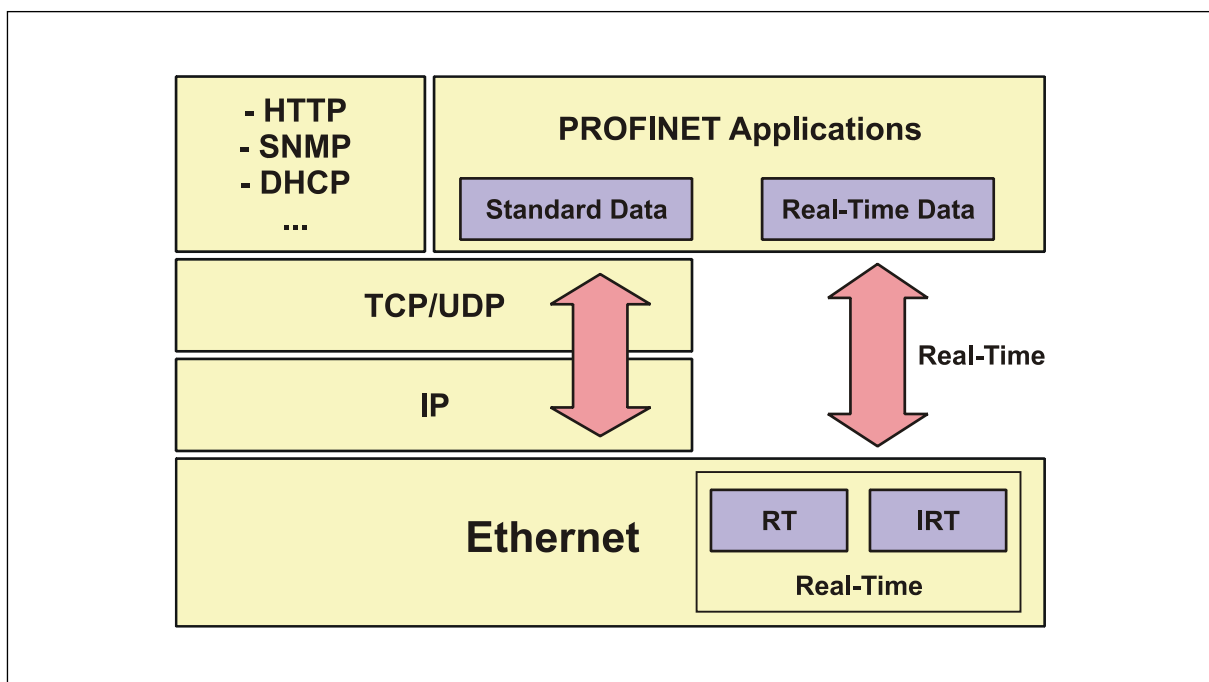 - HTTP
- SNMP
- DHCP
...
PROFINET Applications
Standard Data
Real-Time Data
TCP/UDP
Real-Time
IP
Ethernet
RT
IRT
Real-Time